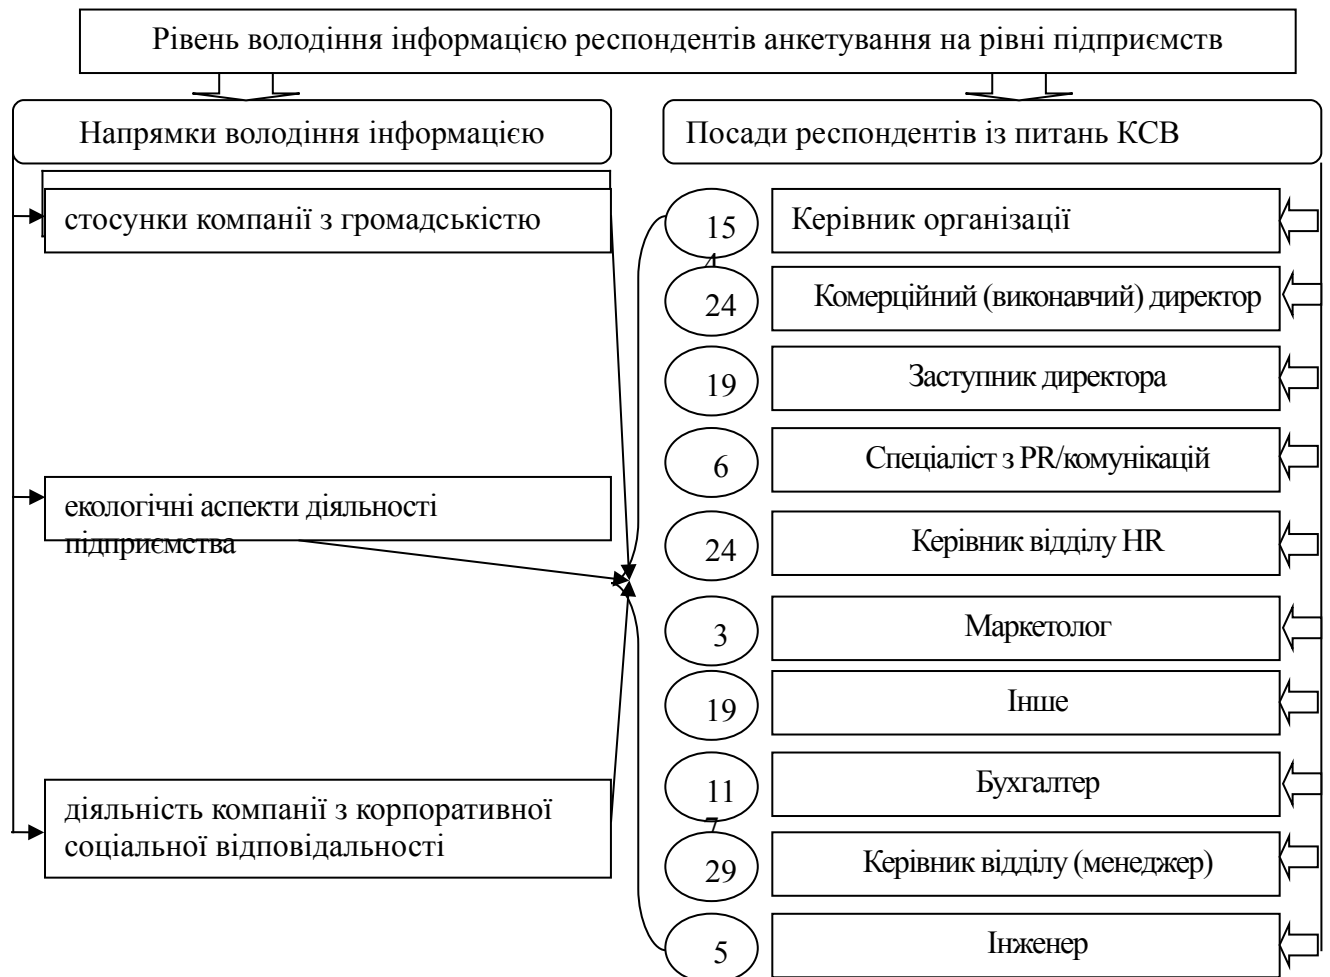 Рівень володіння інформацією респондентів анкетування на рівні підприємств
Напрямки володіння інформацією
Посади респондентів із питань КСВ
стосунки компанії з громадськістю
екологічні аспекти діяльності
підприємства
діяльність компанії з корпоративної
соціальної відповідальності
15
4
Керівник організації
24
Комерційний (виконавчий) директор
19
Заступник директора
6
Спеціаліст з PR/комунікацій
24
Керівник відділу HR
3
Маркетолог
19
Інше
11
7
Бухгалтер
29
Керівник відділу (менеджер)
5
Інженер